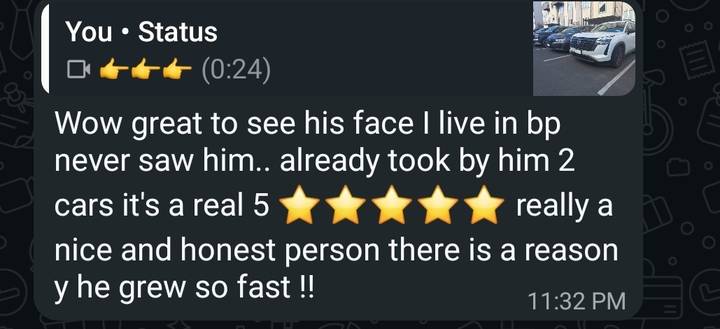 You • Status
👉👉👉 (0:24)
Wow great to see his face I live in bp
never saw him.. already took by him 2
cars it's a real 5 ⭐⭐⭐⭐⭐ really a
nice and honest person there is a reason
y he grew so fast !!
11:32 PM